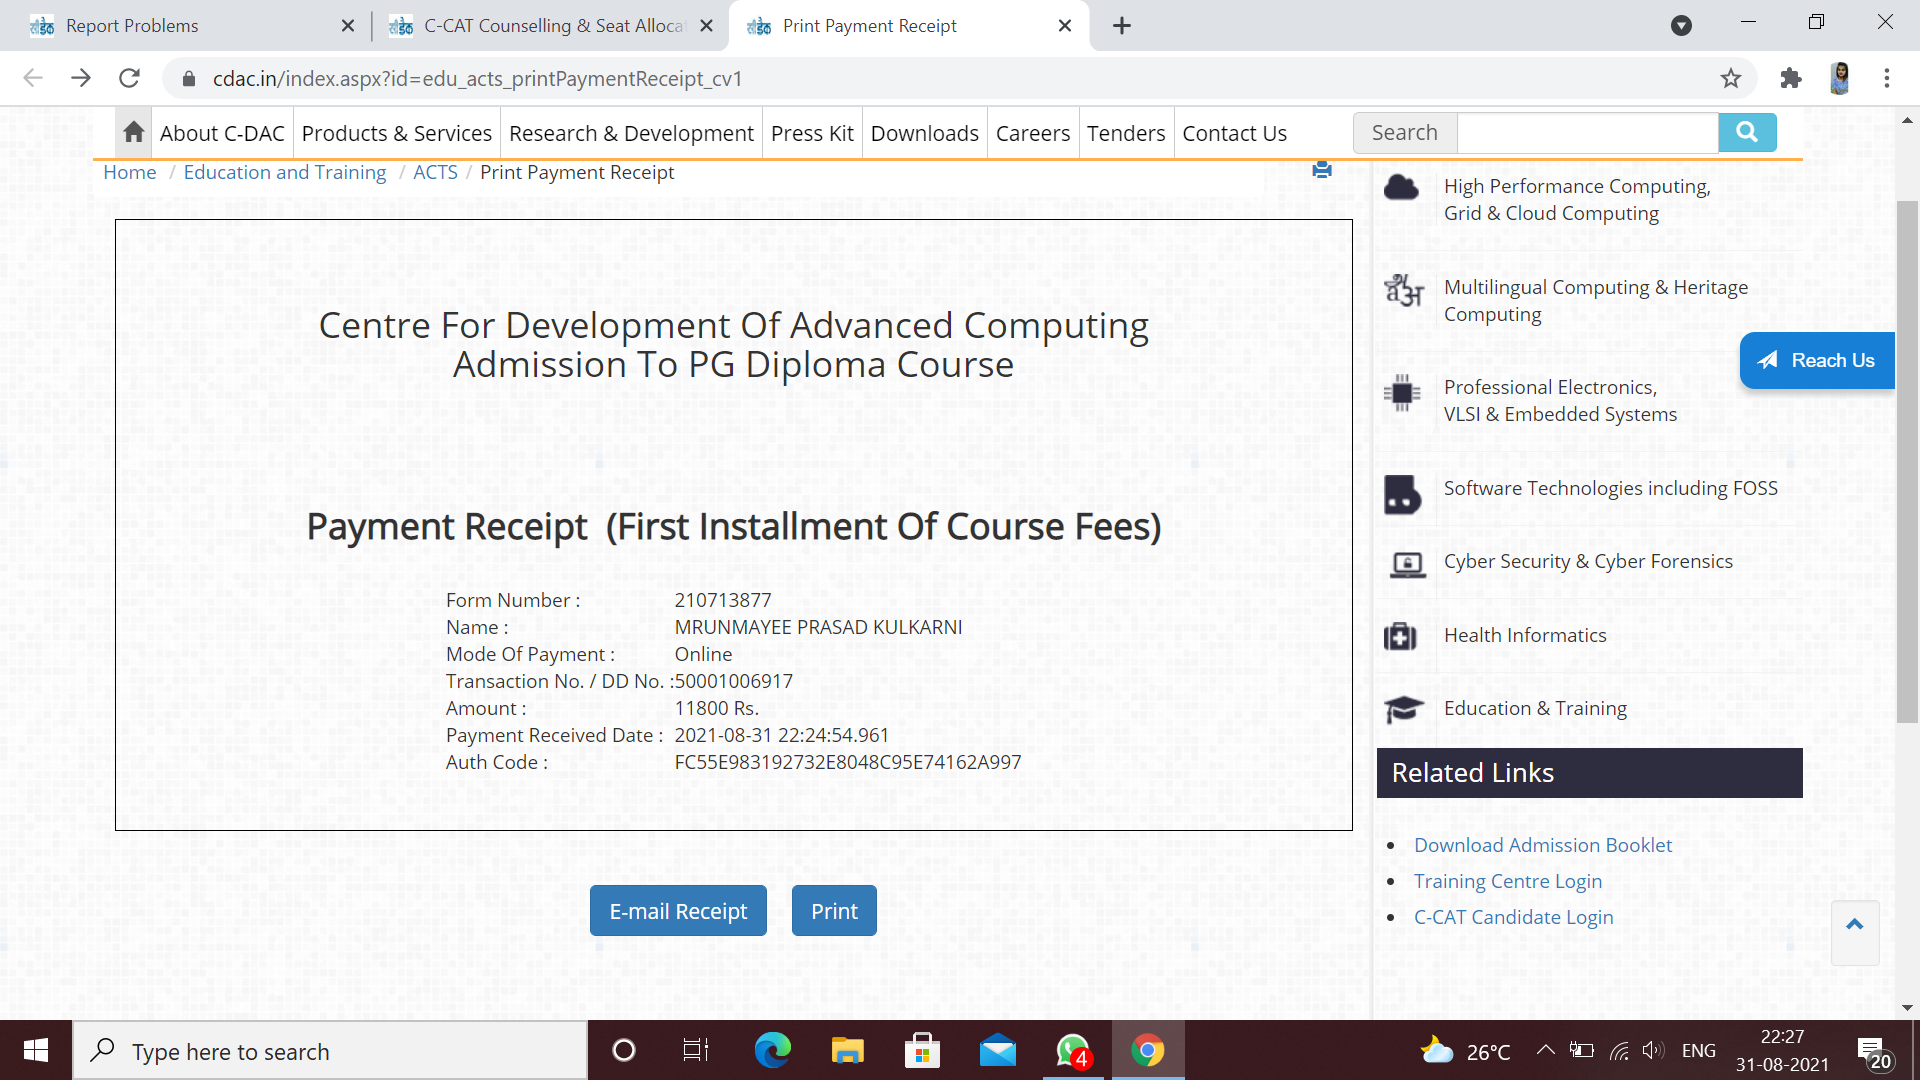 Report Problems
C-CAT Counselling & Seat Alloca
Print Payment Receipt
cdac.in/index.aspx?id=edu_acts_printPaymentReceipt_cv1
About C-DAC
Products & Services
Research & Development
Press Kit
Downloads
Careers
Tenders
Contact Us
Search
Home / Education and Training / ACTS / Print Payment Receipt
Centre For Development Of Advanced Computing
Admission To PG Diploma Course
Payment Receipt (First Installment Of Course Fees)
Form Number : 210713877
Name : MRUNMAYEE PRASAD KULKARNI
Mode Of Payment : Online
Transaction No. / DD No. :50001006917
Amount : 11800 Rs.
Payment Received Date : 2021-08-31 22:24:54.961
Auth Code : FC55E983192732E8048C95E74162A997
E-mail Receipt
Print
High Performance Computing,
Grid & Cloud Computing
Multilingual Computing & Heritage
Computing
Reach Us
Professional Electronics,
VLSI & Embedded Systems
Software Technologies including FOSS
Cyber Security & Cyber Forensics
Health Informatics
Education & Training
Related Links
Download Admission Booklet
Training Centre Login
C-CAT Candidate Login
Type here to search
4
26°C
ENG
22:27
31-08-2021
20